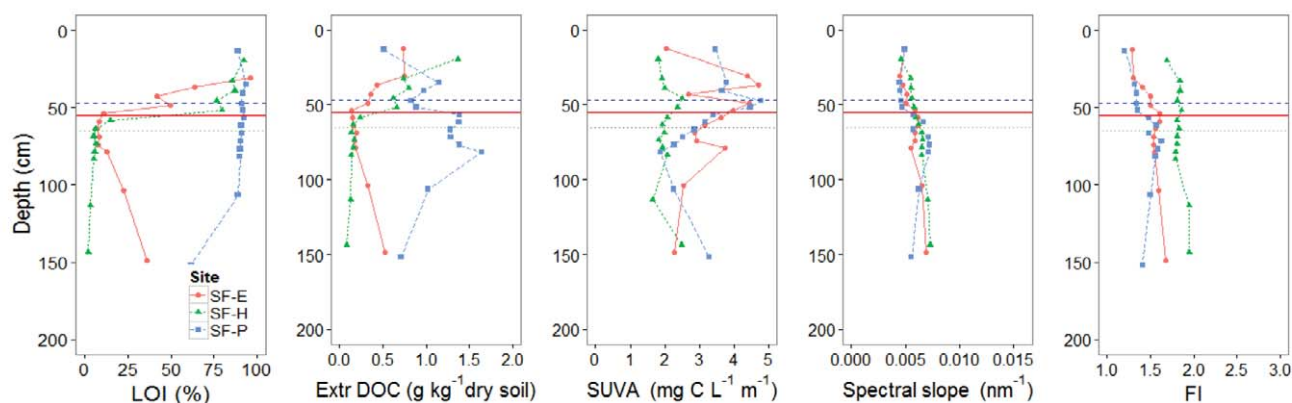 Depth (cm)
0
50
100
150
200
Site
SF-E
SF-H
SF-P
0 25 50 75 100
LOI (%)
0
50
100
150
200
0.0 0.5 1.0 1.5 2.0
Extr DOC (g kg⁻¹dry soil)
0
50
100
150
200
0 1 2 3 4 5
SUVA (mg C L⁻¹ m⁻¹)
0
50
100
150
200
0.000 0.005 0.010 0.015
Spectral slope (nm⁻¹)
0
50
100
150
200
1.0 1.5 2.0 2.5 3.0
FI